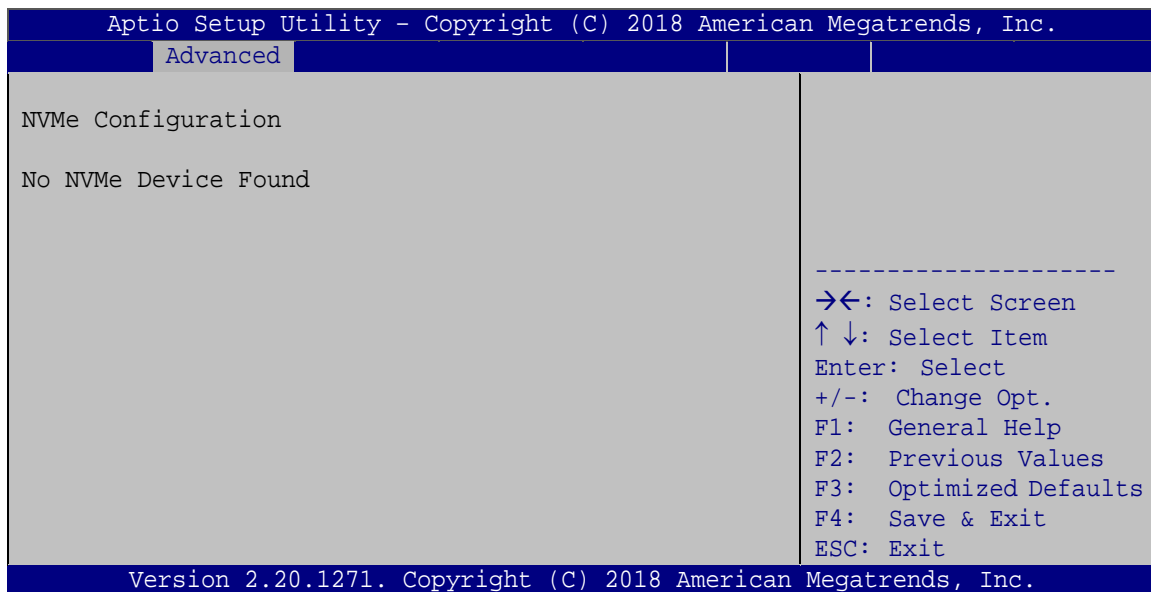 Aptio Setup Utility – Copyright (C) 2018 American Megatrends, Inc.
Advanced
NVMe Configuration
No NVMe Device Found
----------------------
→←: Select Screen
↑ ↓: Select Item
Enter: Select
+/-: Change Opt.
F1: General Help
F2: Previous Values
F3: Optimized Defaults
F4: Save & Exit
ESC: Exit
Version 2.20.1271. Copyright (C) 2018 American Megatrends, Inc.